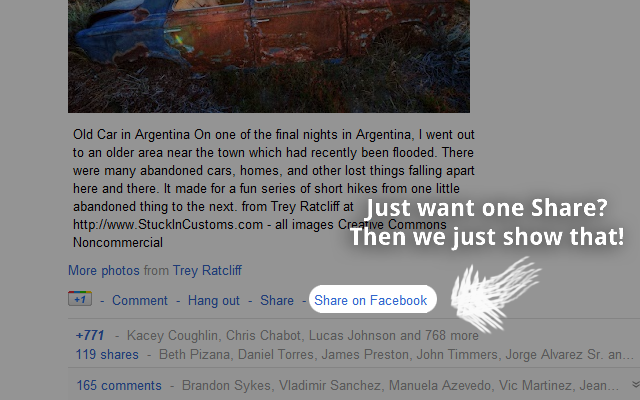 Old Car in Argentina On one of the final nights in Argentina, I went out
to an older area near the town which had recently been flooded. There
were many abandoned cars, homes, and other lost things falling apart
here and there. It made for a fun series of short hikes from one little
abandoned thing to the next. from Trey Ratcliff at
http://www.StuckInCustoms.com - all images Creative Commons
Noncommercial
Just want one Share?
Then we just show that!
More photos from Trey Ratcliff
+1 - Comment - Hang out - Share - Share on Facebook
+771 - Kacey Coughlin, Chris Chabot, Lucas Johnson and 768 more
119 shares - Beth Pizana, Daniel Torres, James Preston, John Timmers, Jorge Alvarez Sr. an...
165 comments - Brandon Sykes, Vladimir Sanchez, Manuela Azevedo, Vic Martinez, Jean...